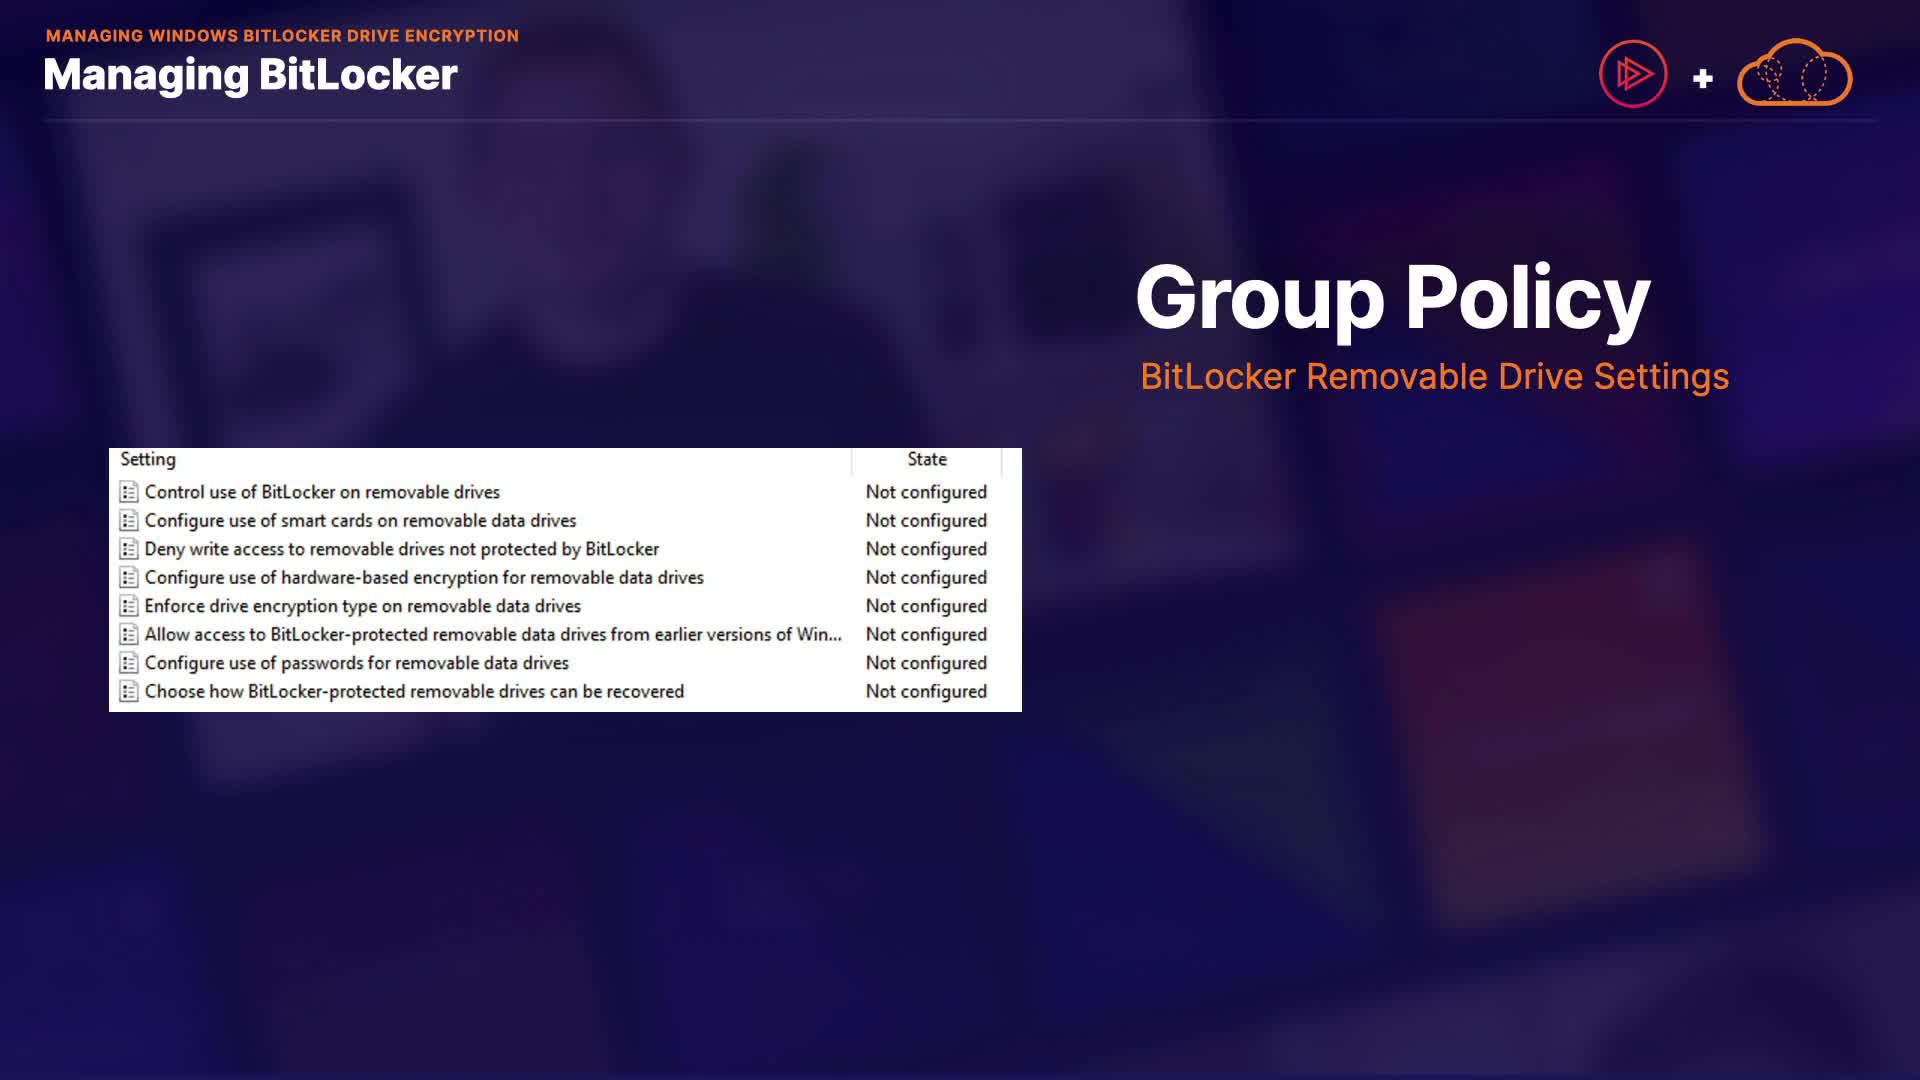 MANAGING WINDOWS BITLOCKER DRIVE ENCRYPTION
Managing BitLocker
+
Group Policy
BitLocker Removable Drive Settings
Setting State
Control use of BitLocker on removable drives Not configured
Configure use of smart cards on removable data drives Not configured
Deny write access to removable drives not protected by BitLocker Not configured
Configure use of hardware-based encryption for removable data drives Not configured
Enforce drive encryption type on removable data drives Not configured
Allow access to BitLocker-protected removable data drives from earlier versions of Win... Not configured
Configure use of passwords for removable data drives Not configured
Choose how BitLocker-protected removable drives can be recovered Not configured